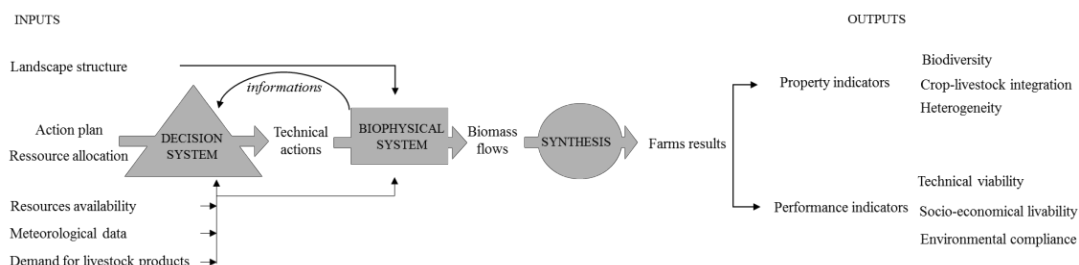 INPUTS
OUTPUTS
Landscape structure
informations
Action plan
Ressource allocation
DECISION
SYSTEM
Technical
actions
BIOPHYSICAL
SYSTEM
Biomass
flows
SYNTHESIS
Farms results
Property indicators
Biodiversity
Crop-livestock integration
Heterogeneity
Performance indicators
Technical viability
Socio-economical livability
Environmental compliance
Resources availability
Meteorological data
Demand for livestock products